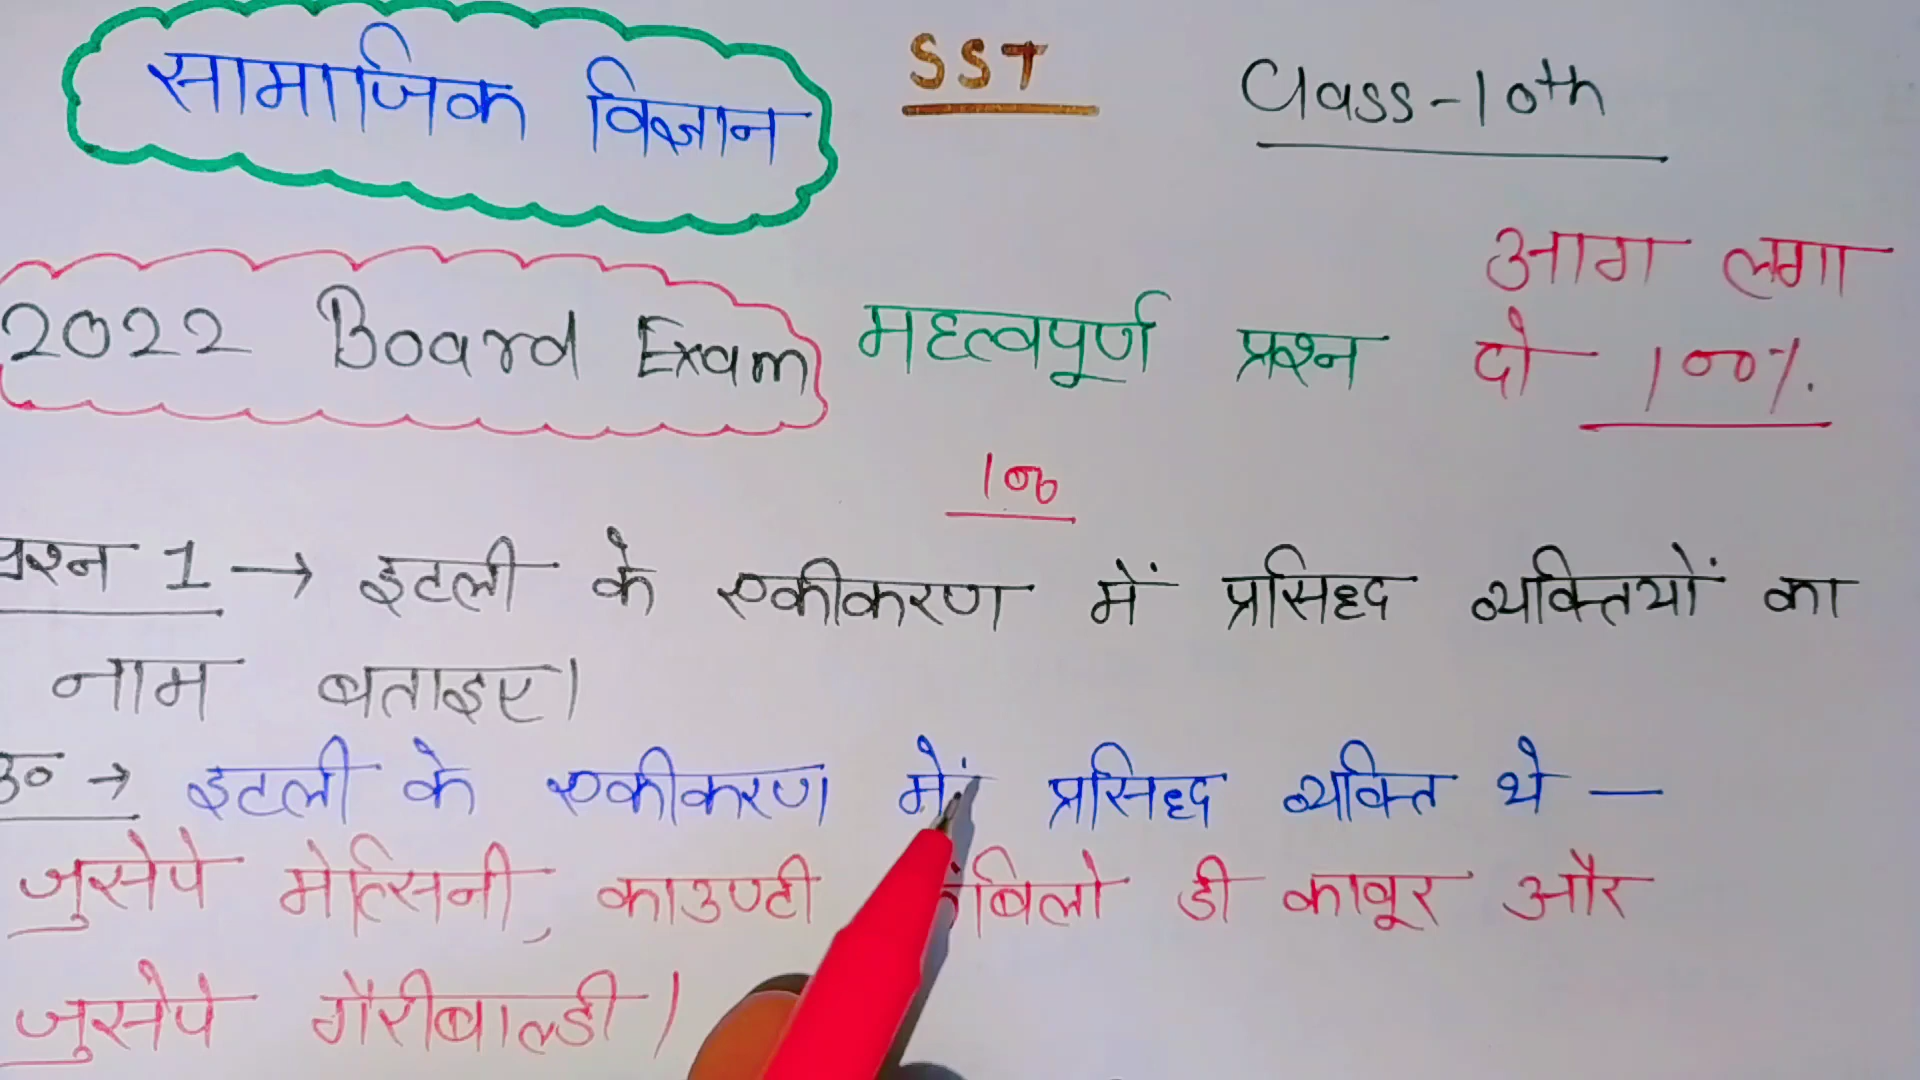 सामाजिक विज्ञान SST Class-10th
आग लगा
2022 Board Exam महत्वपूर्ण प्रश्न दो 100%.
100
प्रश्न 1 → इटली के एकीकरण में प्रसिद्ध व्यक्तियों का
नाम बताइए।
उ० → इटली के एकीकरण में प्रसिद्ध व्यक्ति थे —
जुसेपे मेत्सिनी, काउण्टी डी कावूर और
जुसेपे गैरीबाल्डी।